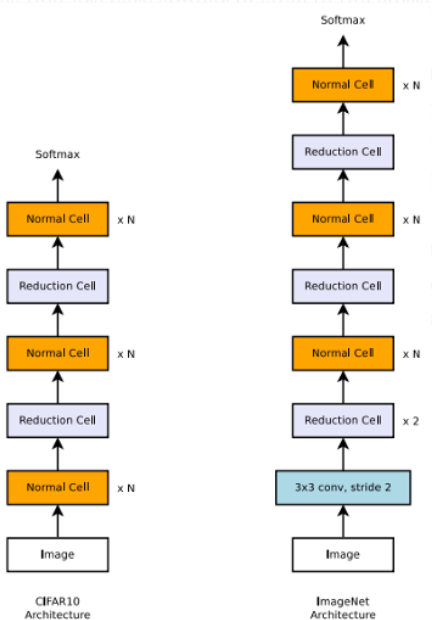 Softmax
Normal Cell x N
Reduction Cell
Normal Cell x N
Reduction Cell
Normal Cell x N
Image
CIFAR10
Architecture
Softmax
Normal Cell x N
Reduction Cell
Normal Cell x N
Reduction Cell
Normal Cell x N
Reduction Cell x 2
3x3 conv, stride 2
Image
ImageNet
Architecture